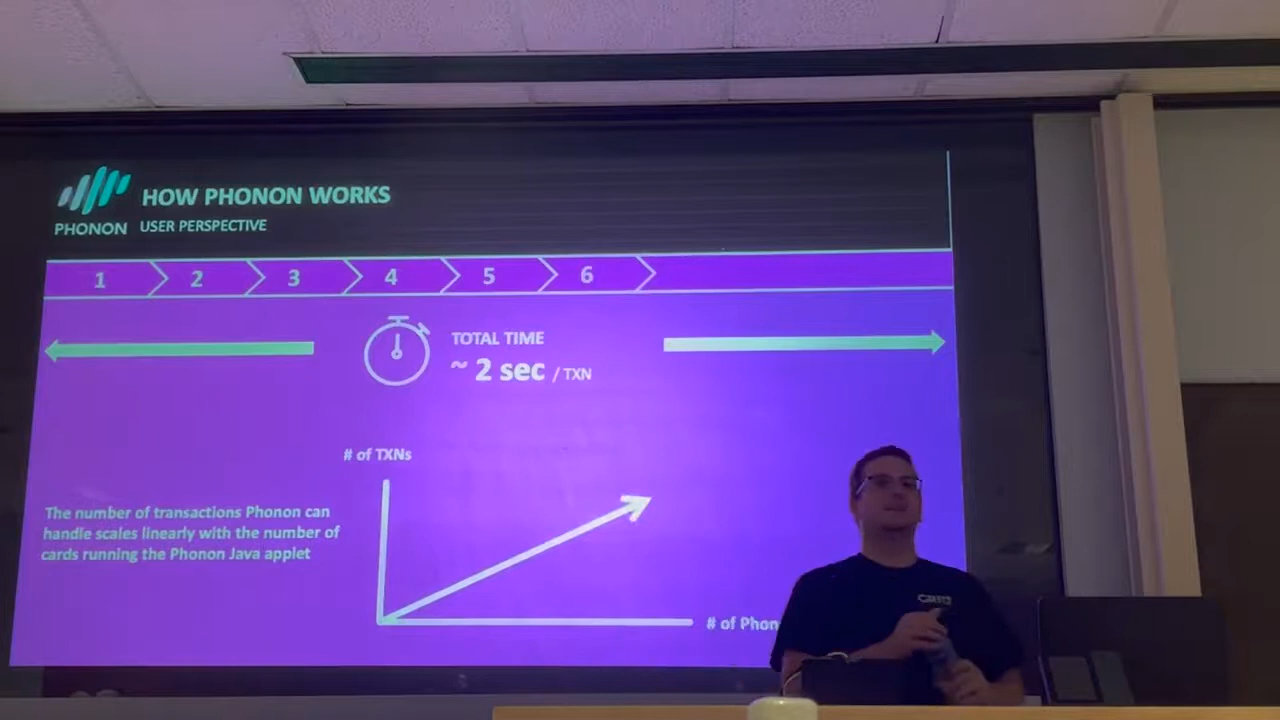 HOW PHONON WORKS
PHONON
USER PERSPECTIVE
1 2 3 4 5 6
TOTAL TIME
~ 2 sec / TXN
# of TXNs
The number of transactions Phonon can
handle scales linearly with the number of
cards running the Phonon Java applet
# of Phon